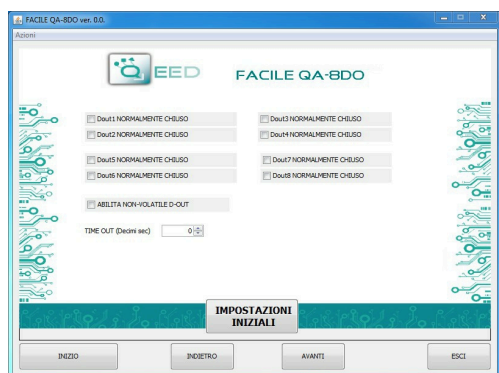 FACILE QA-8DO ver. 0.0.
Azioni
QEED FACILE QA-8DO
Dout1 NORMALMENTE CHIUSO Dout3 NORMALMENTE CHIUSO
Dout2 NORMALMENTE CHIUSO Dout4 NORMALMENTE CHIUSO
Dout5 NORMALMENTE CHIUSO Dout7 NORMALMENTE CHIUSO
Dout6 NORMALMENTE CHIUSO Dout8 NORMALMENTE CHIUSO
ABILITA NON-VOLATILE D-OUT
TIME OUT (Decimi sec) 0
IMPOSTAZIONI
INIZIALI
INIZIO INDIETRO AVANTI ESCI